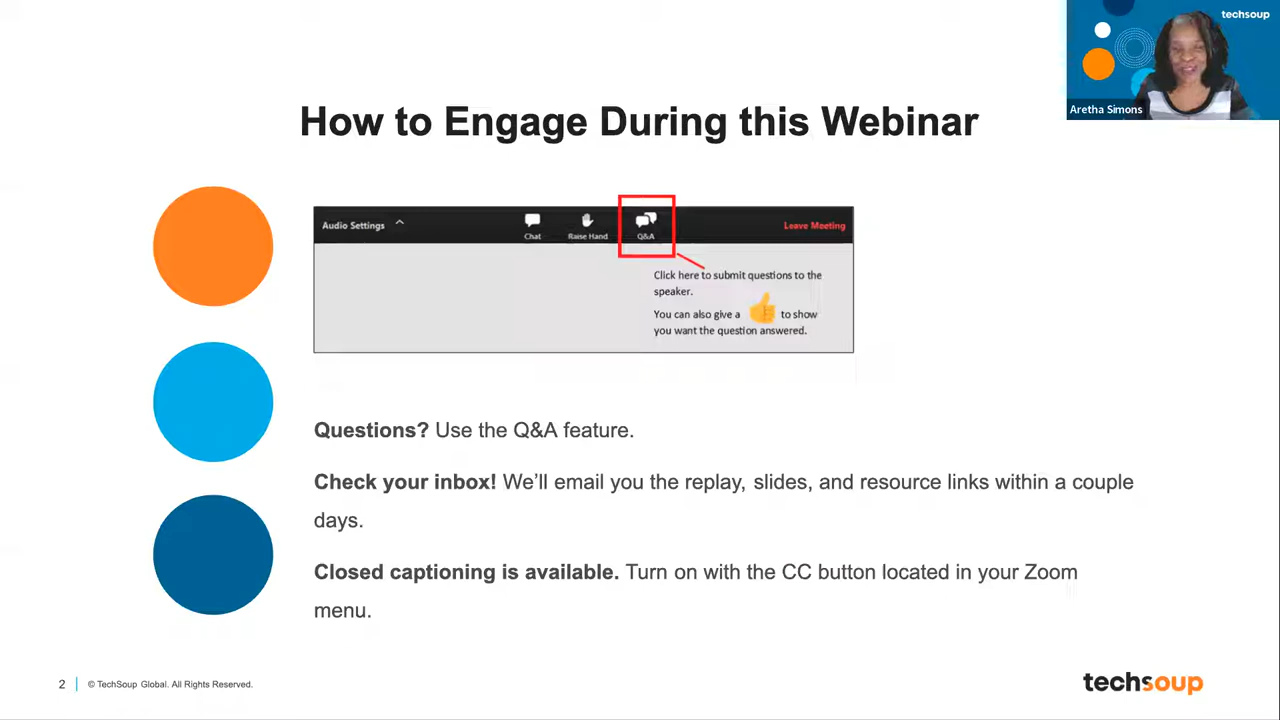 techsoup
Aretha Simons
How to Engage During this Webinar
Audio Settings
Chat
Raise Hand
Q&A
Leave Meeting
Click here to submit questions to the
speaker.
You can also give a to show
you want the question answered.
Questions? Use the Q&A feature.
Check your inbox! We’ll email you the replay, slides, and resource links within a couple
days.
Closed captioning is available. Turn on with the CC button located in your Zoom
menu.
2
© TechSoup Global. All Rights Reserved.
techsoup